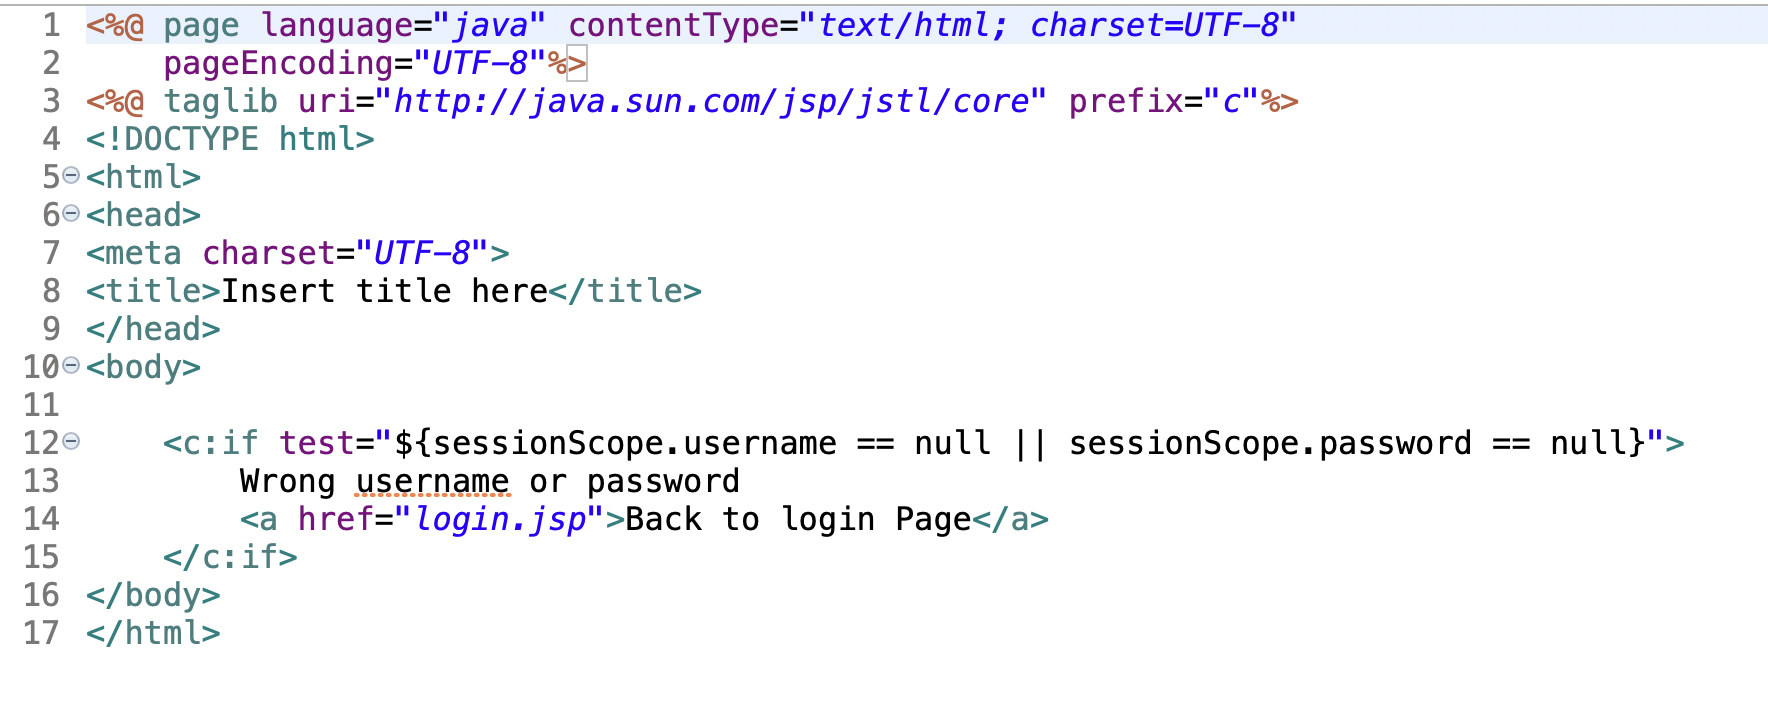 1 <%@ page language="java" contentType="text/html; charset=UTF-8"
2     pageEncoding="UTF-8"%>
3 <%@ taglib uri="http://java.sun.com/jsp/jstl/core" prefix="c"%>
4 <!DOCTYPE html>
5 <html>
6 <head>
7 <meta charset="UTF-8">
8 <title>Insert title here</title>
9 </head>
10 <body>
11
12     <c:if test="${sessionScope.username == null || sessionScope.password == null}">
13         Wrong username or password
14         <a href="login.jsp">Back to login Page</a>
15     </c:if>
16 </body>
17 </html>